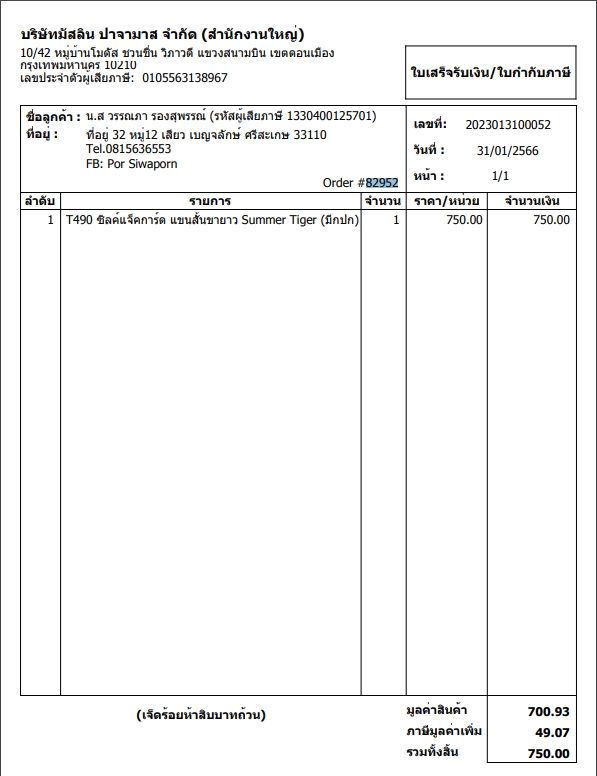 บริษัทมัสลิน ปาจามาส จำกัด (สำนักงานใหญ่)
10/42 หมู่บ้านโมดัส ชวนชื่น วิภาวดี แขวงสนามบิน เขตดอนเมือง
กรุงเทพมหานคร 10210
เลขประจำตัวผู้เสียภาษี: 0105563138967
ใบเสร็จรับเงิน/ใบกำกับภาษี
ชื่อลูกค้า : น.ส วรรณภา รองสุพรรณ์ (รหัสผู้เสียภาษี 1330400125701)
ที่อยู่ : ที่อยู่ 32 หมู่12 เสียว เบญจลักษ์ ศรีสะเกษ 33110
Tel.0815636553
FB: Por Siwaporn
Order #82952
เลขที่: 2023013100052
วันที่ : 31/01/2566
หน้า : 1/1
ลำดับ รายการ จำนวน ราคา/หน่วย จำนวนเงิน
1 T490 ซิลค์แจ็คการ์ด แขนสั้นขายาว Summer Tiger (มีกปก) 1 750.00 750.00
(เจ็ดร้อยห้าสิบบาทถ้วน)
มูลค่าสินค้า 700.93
ภาษีมูลค่าเพิ่ม 49.07
รวมทั้งสิ้น 750.00